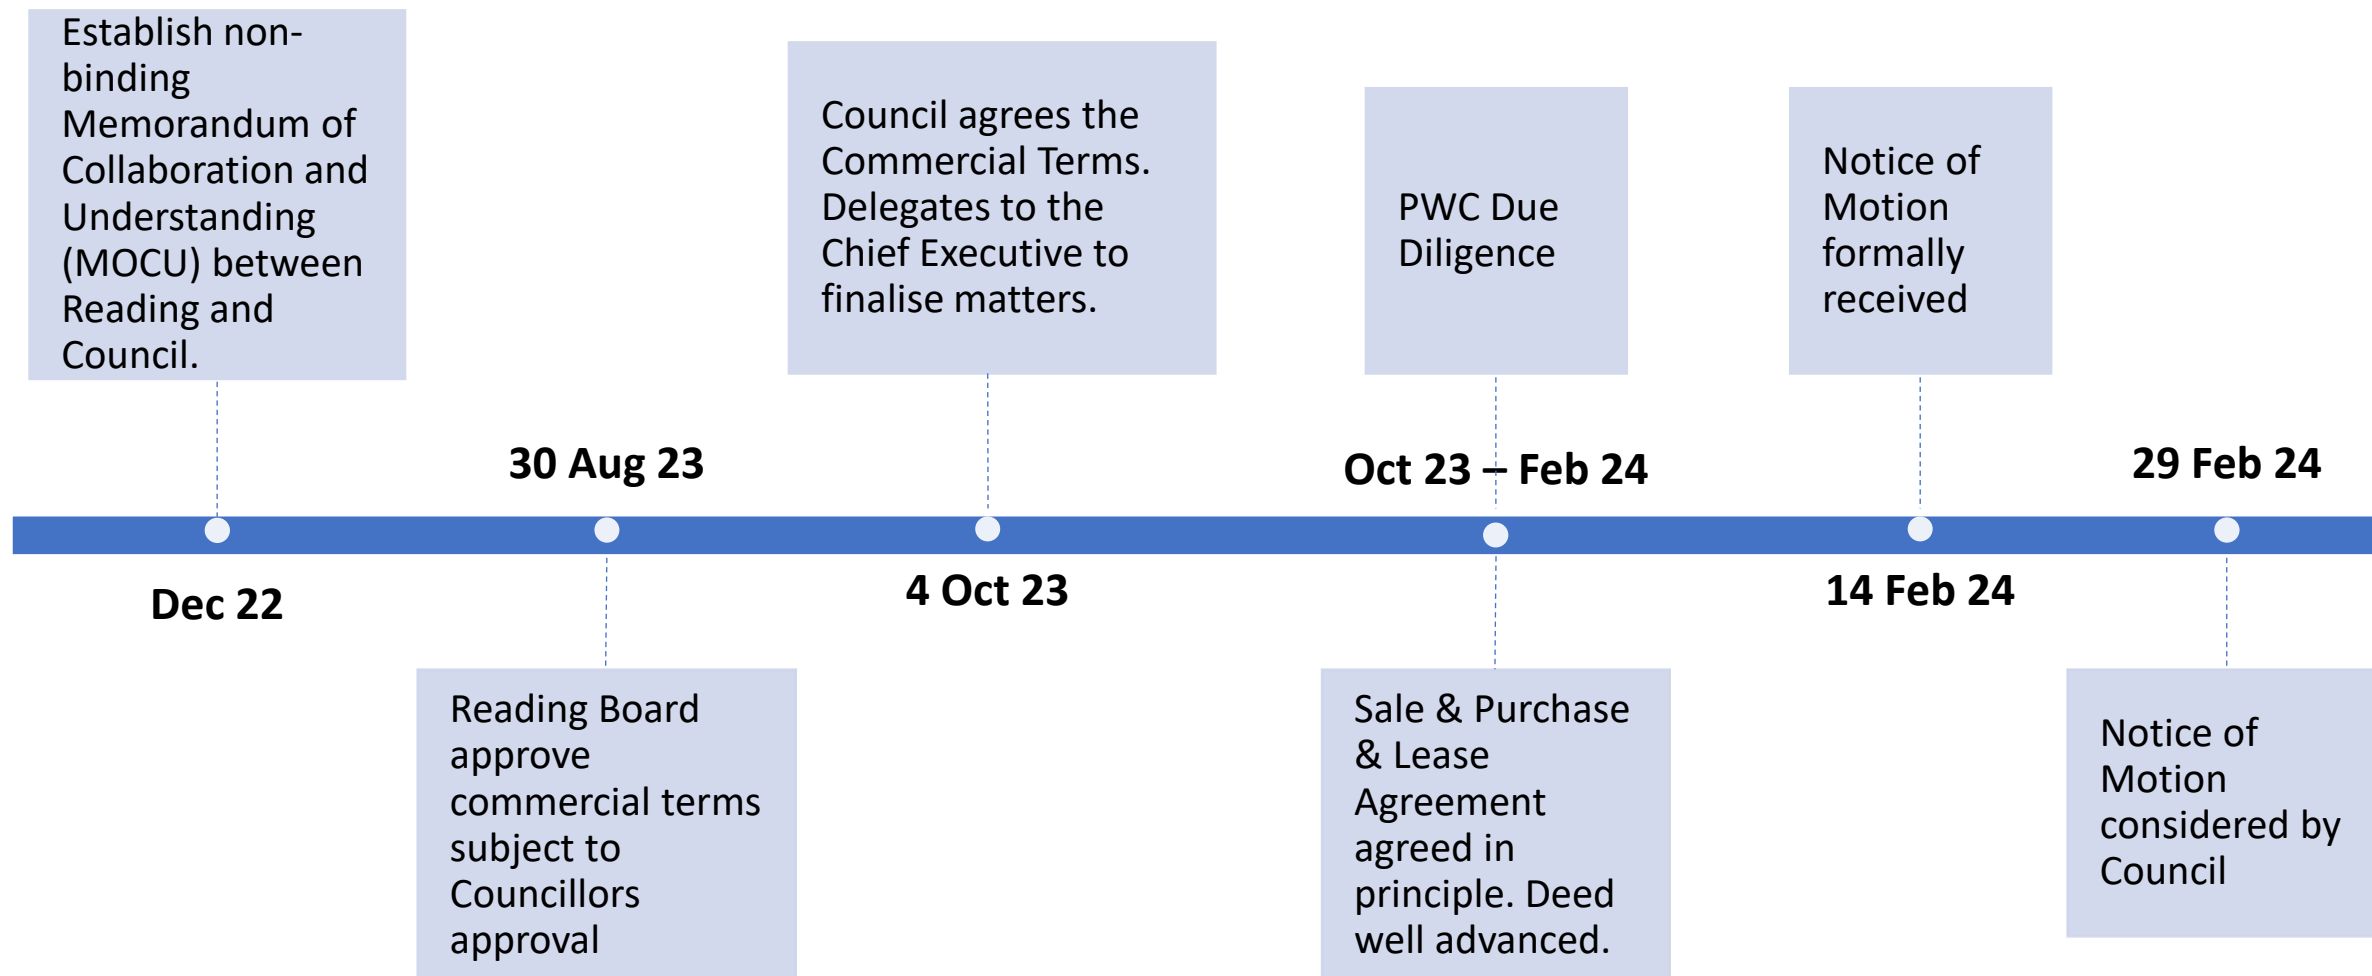 Establish non-
binding
Memorandum of
Collaboration and
Understanding
(MOCU) between
Reading and
Council.
Dec 22
30 Aug 23
Reading Board
approve
commercial terms
subject to
Councillors
approval
Council agrees the
Commercial Terms.
Delegates to the
Chief Executive to
finalise matters.
4 Oct 23
PWC Due
Diligence
Oct 23 – Feb 24
Sale & Purchase
& Lease
Agreement
agreed in
principle. Deed
well advanced.
Notice of
Motion
formally
received
14 Feb 24
29 Feb 24
Notice of
Motion
considered by
Council